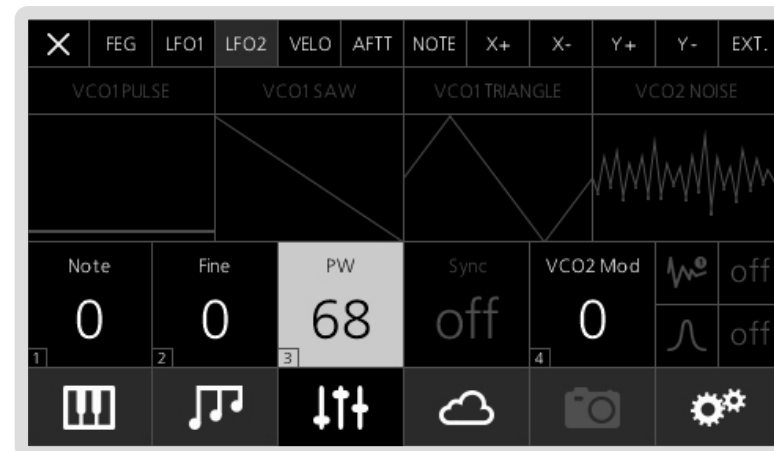 FEG LFO1 LFO2 VELO AFTT NOTE X+ X- Y+ Y- EXT.
VCO1 PULSE VCO1 SAW VCO1 TRIANGLE VCO2 NOISE
Note Fine PW Sync VCO2 Mod off
0 0 68 off 0 off
1 2 3 4